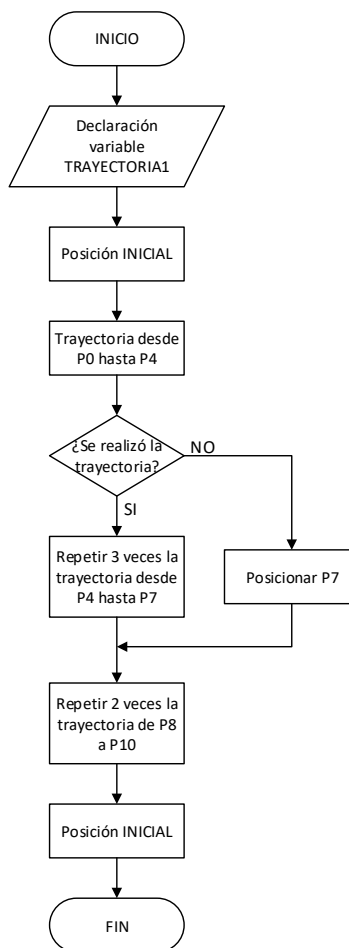 INICIO
Declaración
variable
TRAYECTORIA1
Posición INICIAL
Trayectoria desde
P0 hasta P4
¿Se realizó la
trayectoria?
NO
SI
Repetir 3 veces la
trayectoria desde
P4 hasta P7
Posicionar P7
Repetir 2 veces la
trayectoria de P8
a P10
Posición INICIAL
FIN